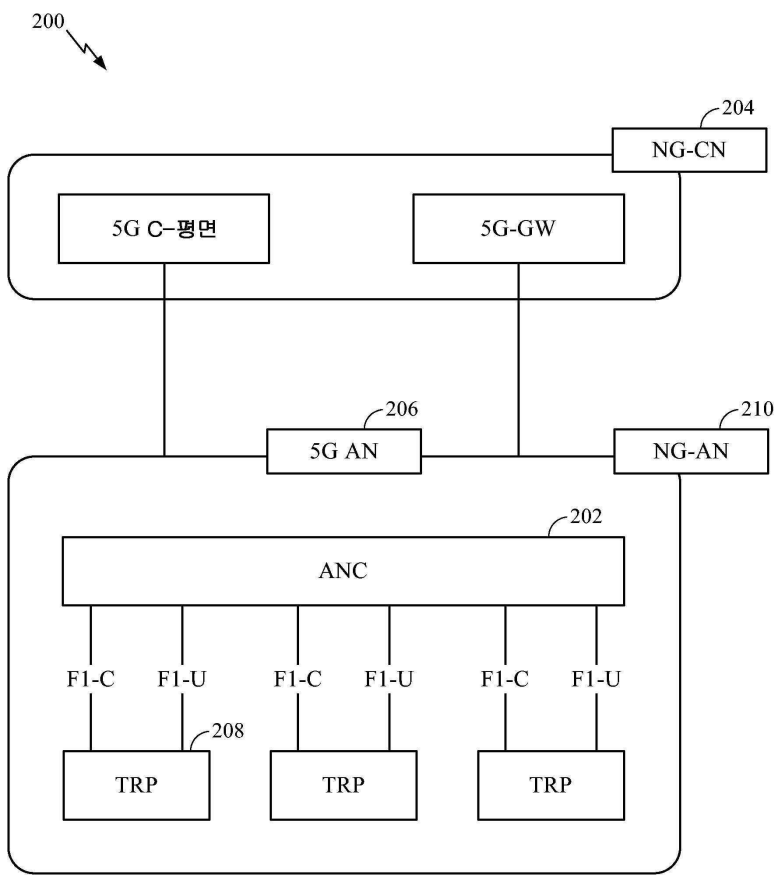 200
204
NG-CN
5G C-평면
5G-GW
206
210
5G AN
NG-AN
202
ANC
F1-C F1-U F1-C F1-U F1-C F1-U
208
TRP TRP TRP